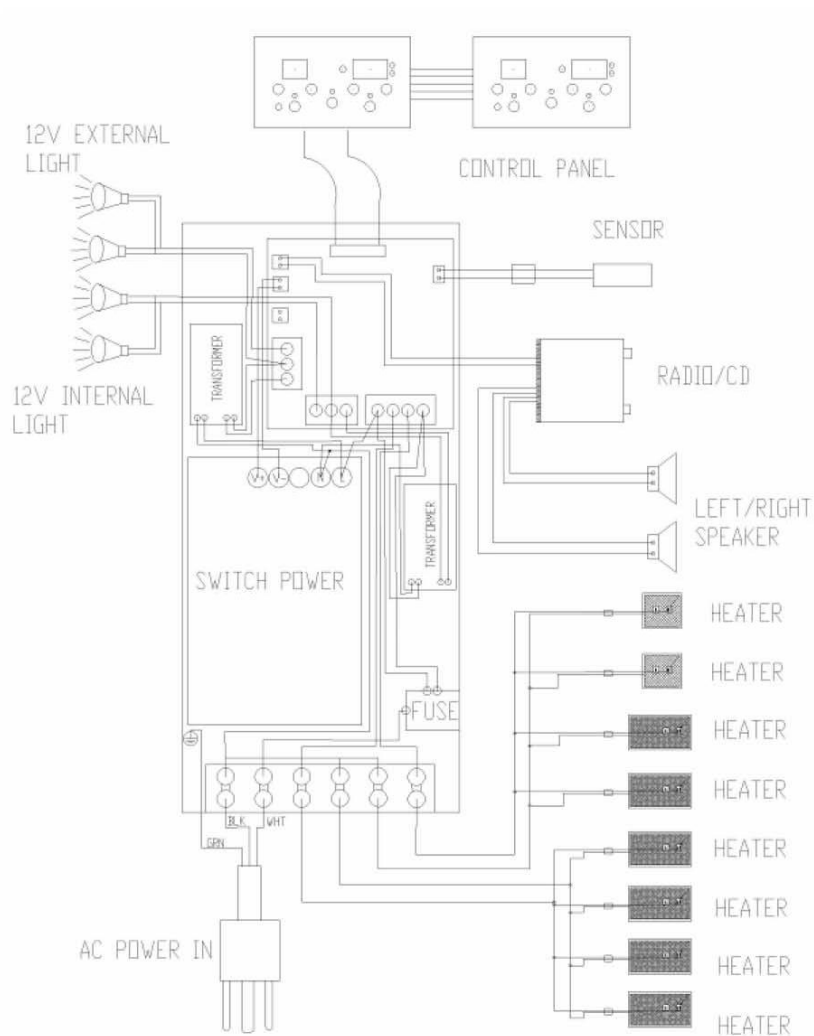 CONTROL PANEL
12V EXTERNAL
LIGHT
SENSOR
TRANSFORMER
RADIO/CD
12V INTERNAL
LIGHT
V+ V- N L
LEFT/RIGHT
SPEAKER
TRANSFORMER
SWITCH POWER
HEATER
HEATER
FUSE
HEATER
HEATER
BLK WHT
GRN
HEATER
HEATER
AC POWER IN
HEATER
HEATER